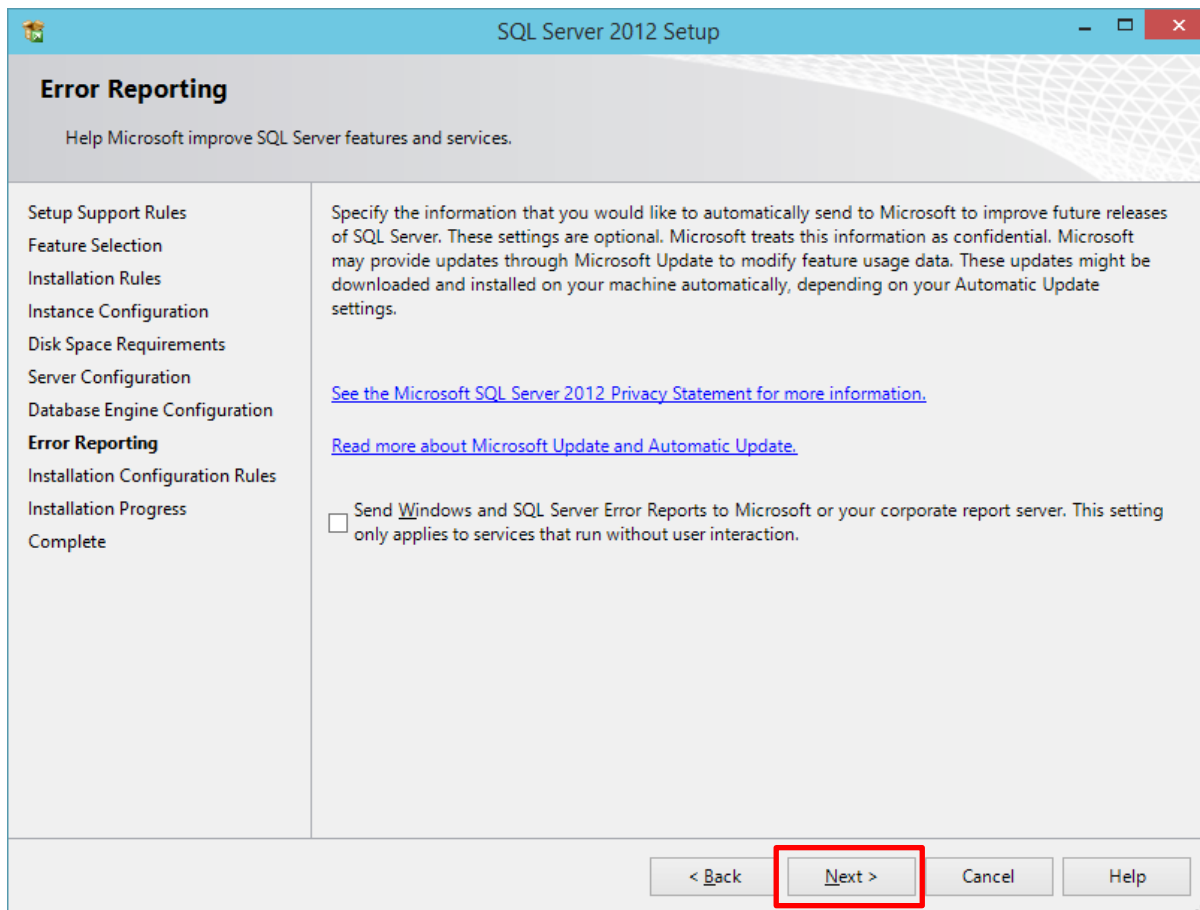 SQL Server 2012 Setup
Error Reporting
Help Microsoft improve SQL Server features and services.
Setup Support Rules
Feature Selection
Installation Rules
Instance Configuration
Disk Space Requirements
Server Configuration
Database Engine Configuration
Error Reporting
Installation Configuration Rules
Installation Progress
Complete
Specify the information that you would like to automatically send to Microsoft to improve future releases
of SQL Server. These settings are optional. Microsoft treats this information as confidential. Microsoft
may provide updates through Microsoft Update to modify feature usage data. These updates might be
downloaded and installed on your machine automatically, depending on your Automatic Update
settings.
See the Microsoft SQL Server 2012 Privacy Statement for more information.
Read more about Microsoft Update and Automatic Update.
Send Windows and SQL Server Error Reports to Microsoft or your corporate report server. This setting
only applies to services that run without user interaction.
< Back
Next >
Cancel
Help